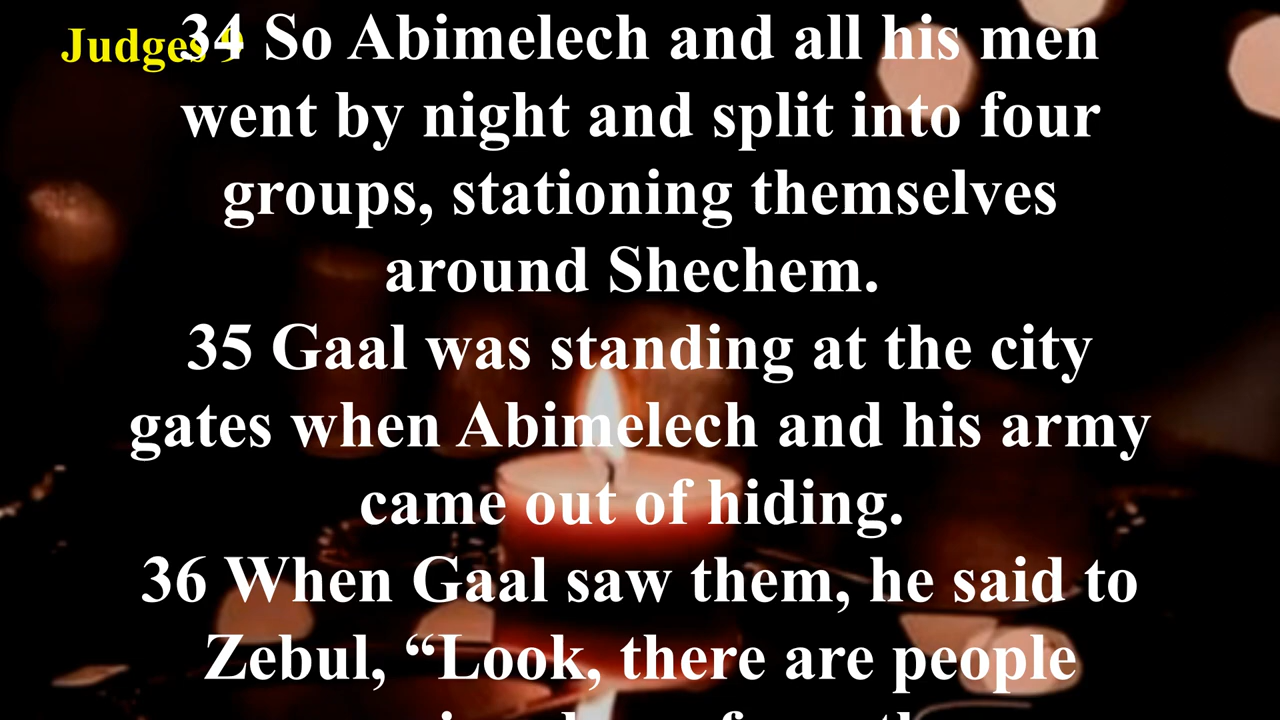 Judges 9
34 So Abimelech and all his men
went by night and split into four
groups, stationing themselves
around Shechem.
35 Gaal was standing at the city
gates when Abimelech and his army
came out of hiding.
36 When Gaal saw them, he said to
Zebul, “Look, there are people